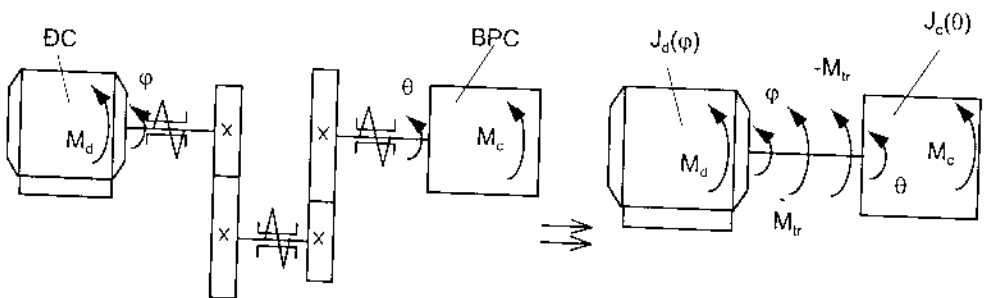 ĐC
φ
M_d
x
x
x
x
BPC
θ
M_c
J_d(φ)
J_c(θ)
-M_tr
φ
M_d
M_tr
θ
M_c